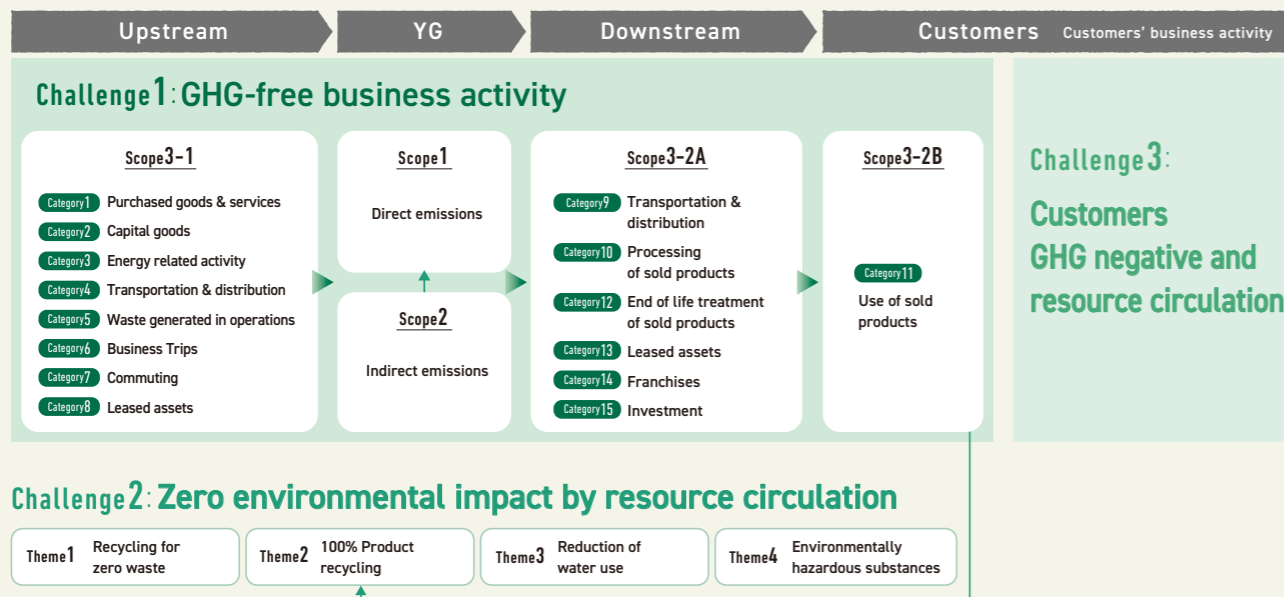 Upstream
YG
Downstream
Customers Customers' business activity
Challenge1: GHG-free business activity
Scope3-1
Category1 Purchased goods & services
Category2 Capital goods
Category3 Energy related activity
Category4 Transportation & distribution
Category5 Waste generated in operations
Category6 Business Trips
Category7 Commuting
Category8 Leased assets
Scope1
Direct emissions
Scope2
Indirect emissions
Scope3-2A
Category9 Transportation &
distribution
Category10 Processing
of sold products
Category12 End of life treatment
of sold products
Category13 Leased assets
Category14 Franchises
Category15 Investment
Scope3-2B
Category11
Use of sold
products
Challenge3:
Customers
GHG negative and
resource circulation
Challenge2: Zero environmental impact by resource circulation
Theme1 Recycling for
zero waste
Theme2 100% Product
recycling
Theme3 Reduction of
water use
Theme4 Environmentally
hazardous substances